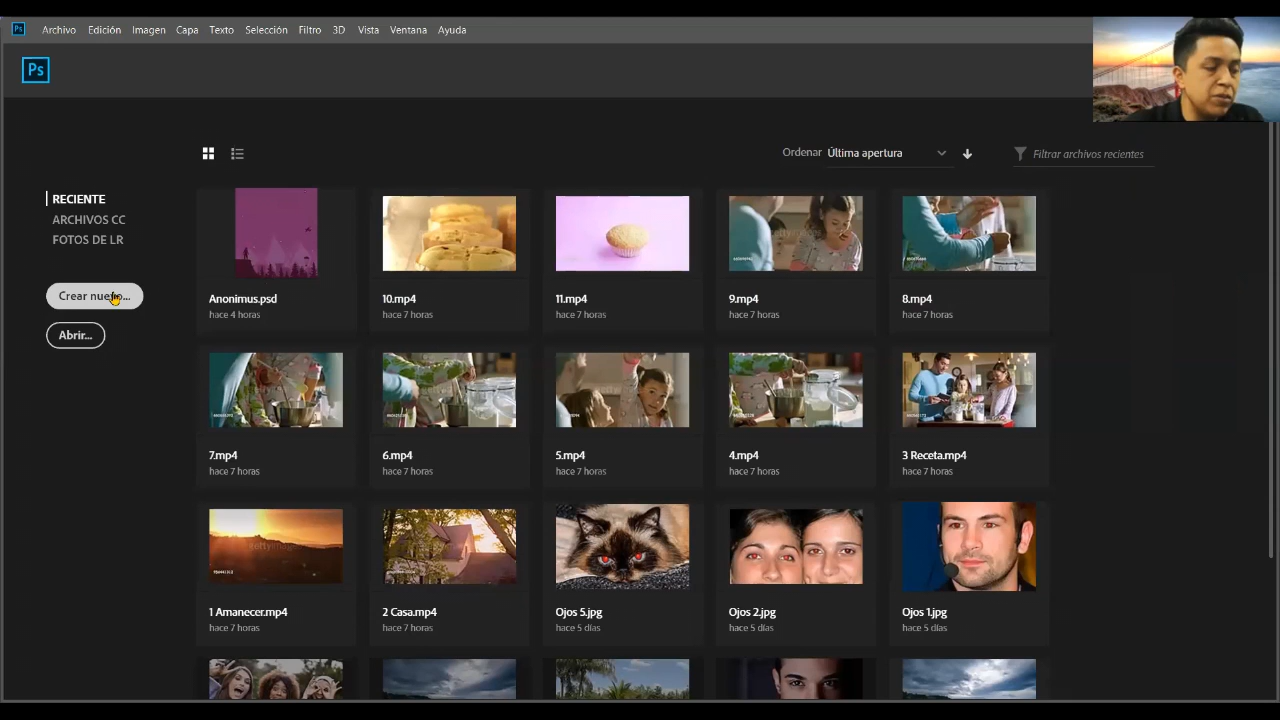 Ps Archivo Edición Imagen Capa Texto Selección Filtro 3D Vista Ventana Ayuda
Ps
Ordenar Última apertura Filtrar archivos recientes
RECIENTE
ARCHIVOS CC
FOTOS DE LR
Crear nuevo...
Abrir...
Anonimus.psd 10.mp4 11.mp4 9.mp4 8.mp4
hace 4 horas hace 7 horas hace 7 horas hace 7 horas hace 7 horas
7.mp4 6.mp4 5.mp4 4.mp4 3 Receta.mp4
hace 7 horas hace 7 horas hace 7 horas hace 7 horas hace 7 horas
1 Amanecer.mp4 2 Casa.mp4 Ojos 5.jpg Ojos 2.jpg Ojos 1.jpg
hace 7 horas hace 7 horas hace 5 días hace 5 días hace 5 días